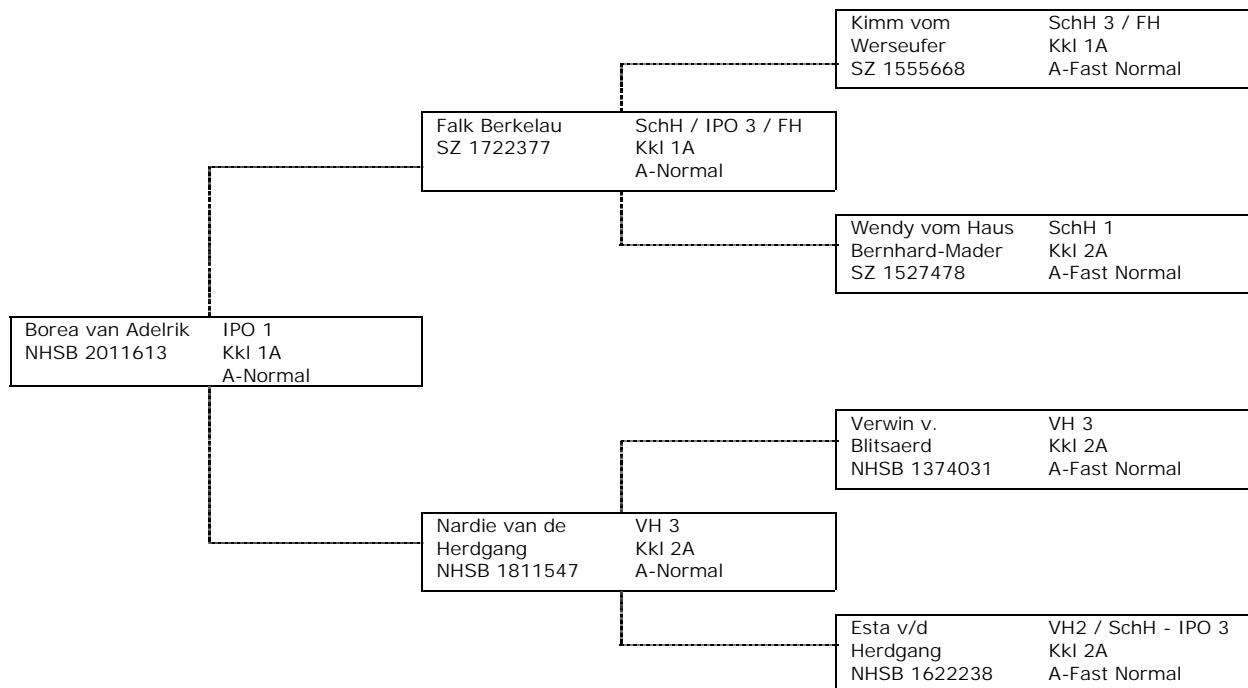 Kimm vom SchH 3 / FH
Werseufer Kkl 1A
SZ 1555668 A-Fast Normal
Falk Berkelau SchH / IPO 3 / FH
SZ 1722377 Kkl 1A
A-Normal
Wendy vom Haus SchH 1
Bernhard-Mader Kkl 2A
SZ 1527478 A-Fast Normal
Borea van Adelrik IPO 1
NHSB 2011613 Kkl 1A
A-Normal
Verwin v. VH 3
Blitsaerd Kkl 2A
NHSB 1374031 A-Fast Normal
Nardie van de VH 3
Herdgang Kkl 2A
NHSB 1811547 A-Normal
Esta v/d VH2 / SchH - IPO 3
Herdgang Kkl 2A
NHSB 1622238 A-Fast Normal